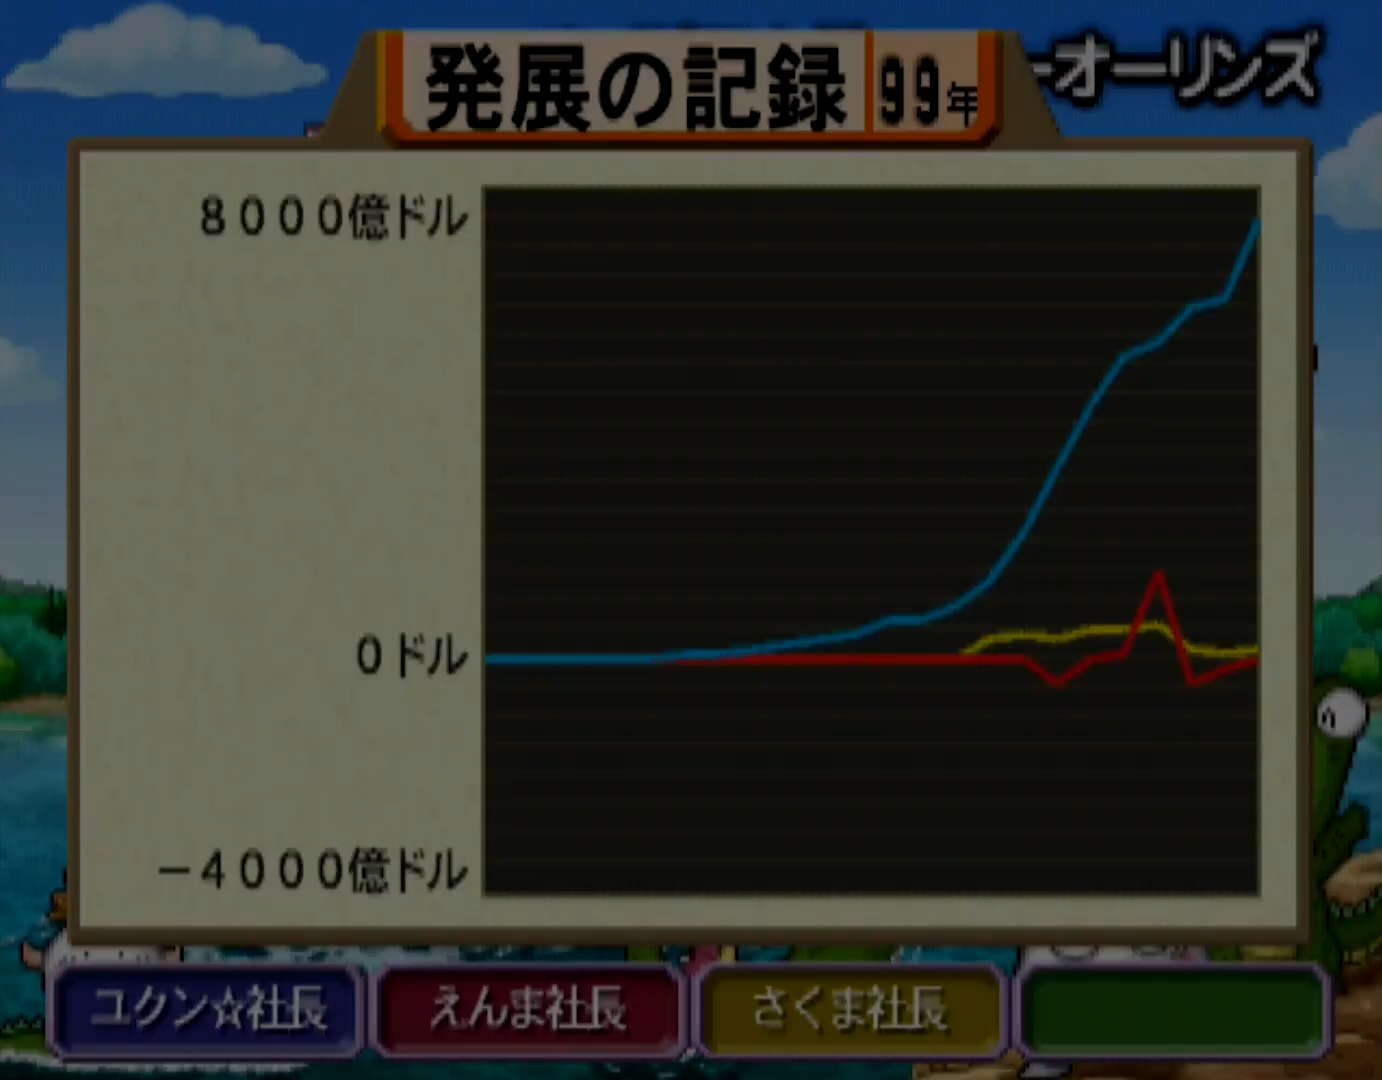 発展の記録 99年
ーオーリンズ
8000億ドル
0ドル
−4000億ドル
ユクン☆社長 えんま社長 さくま社長